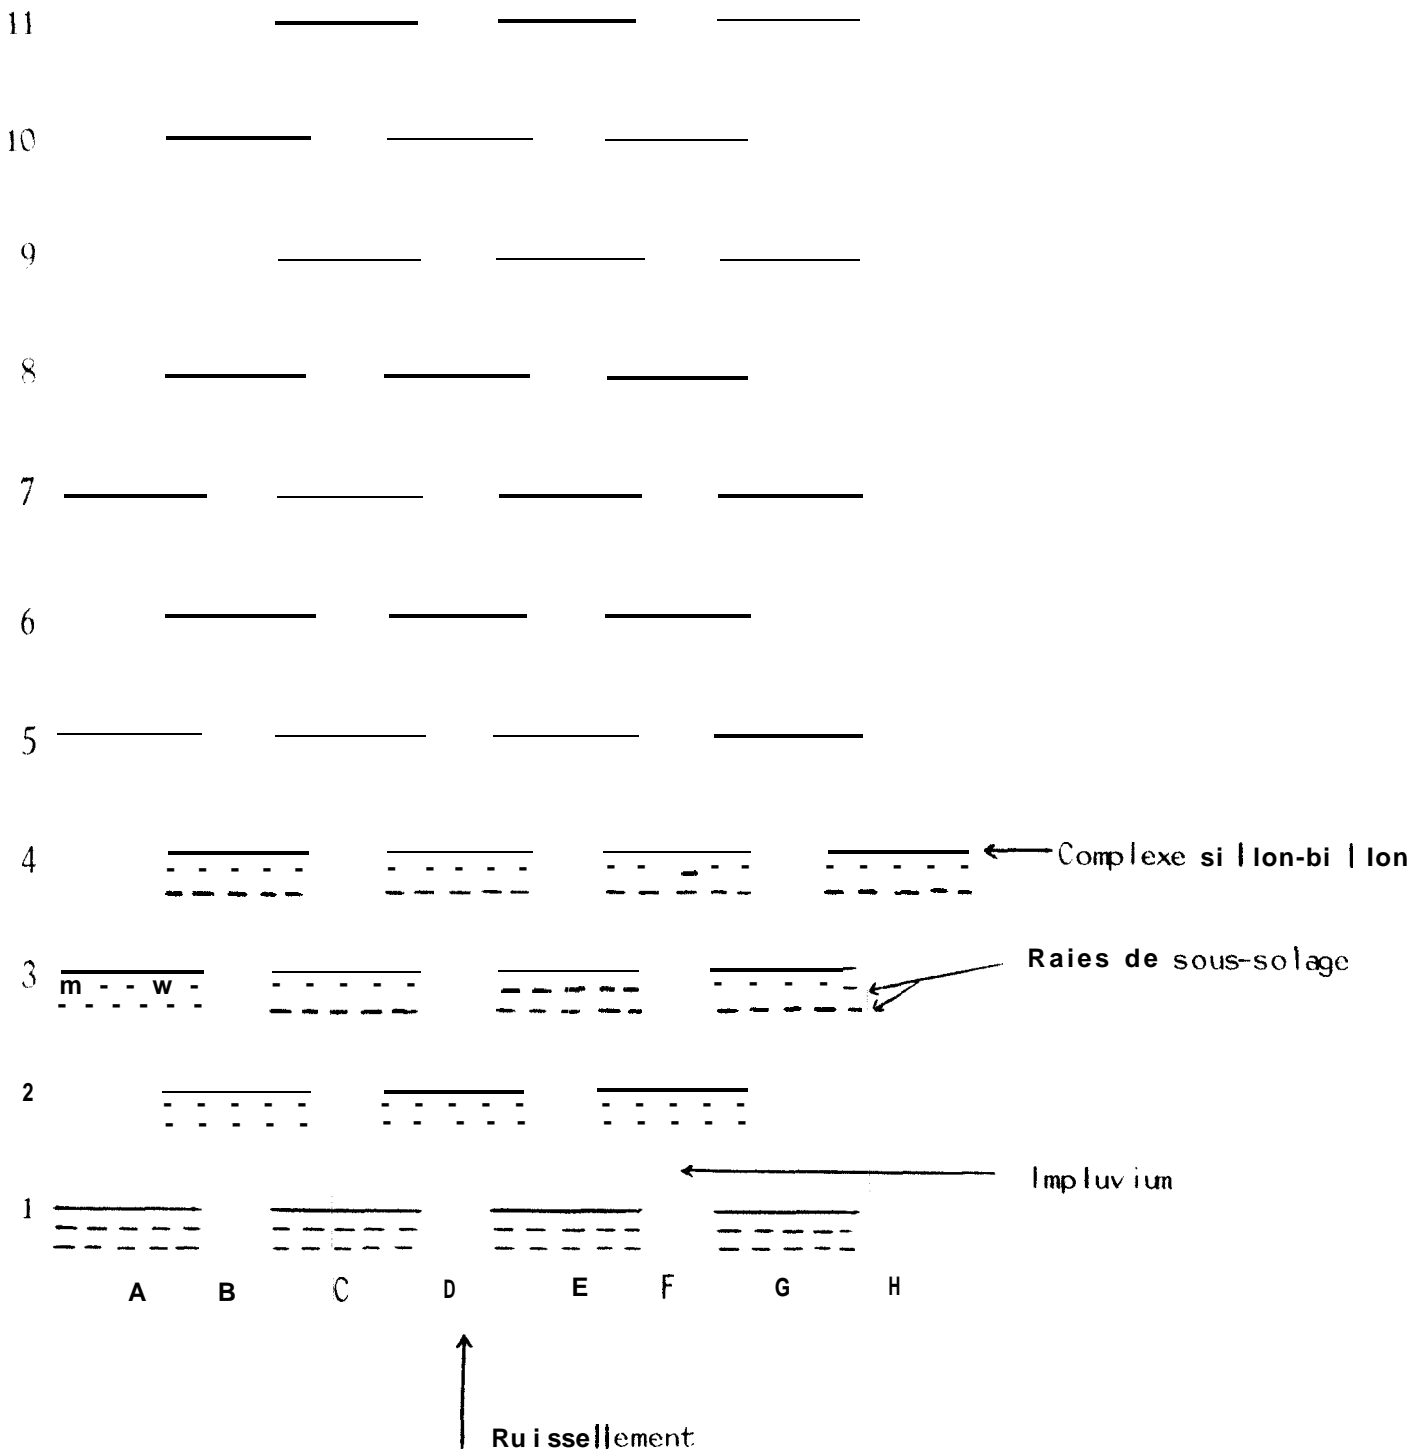 11
10
9
8
7
6
5
4
Complexe sillon-billon
3
Raies de sous-solage
m - - w -
2
Impluvium
1
A B C D E F G H
Ruissellement